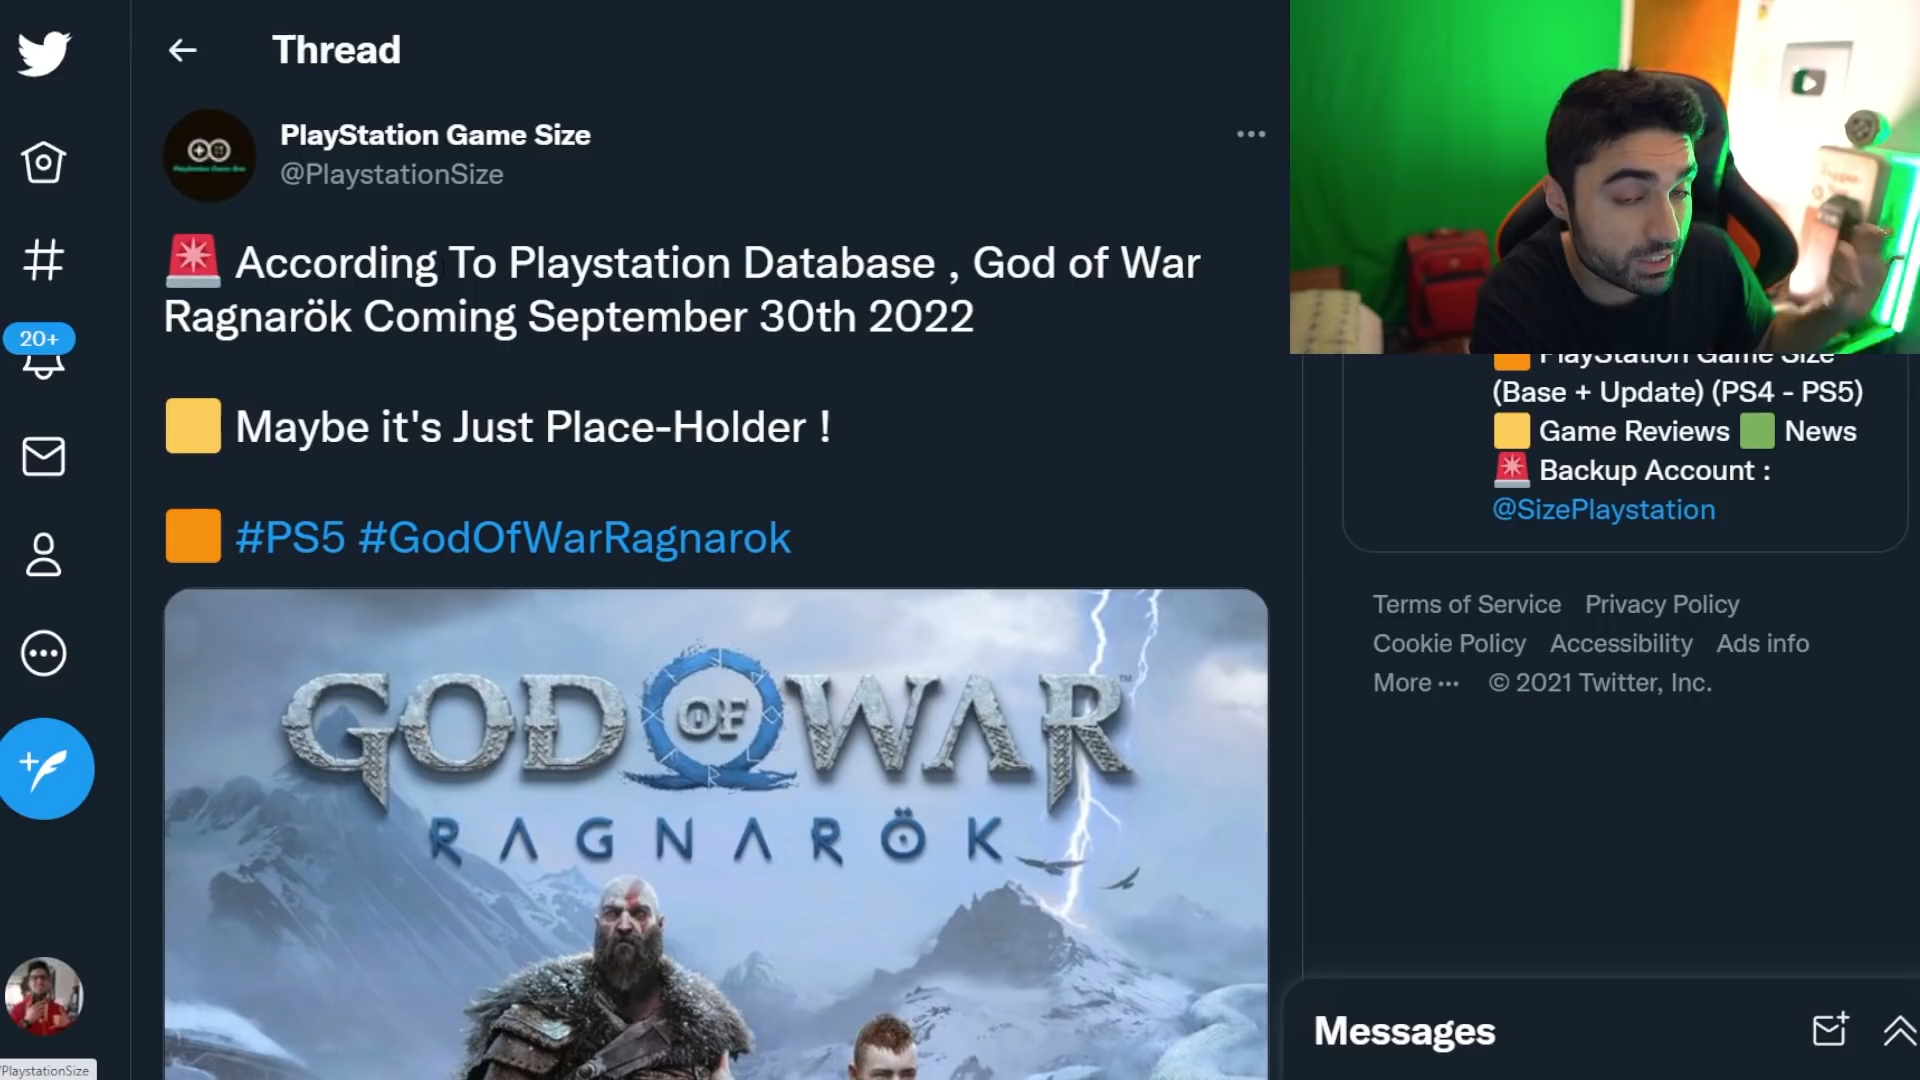 Thread
PlayStation Game Size
@PlaystationSize
According To Playstation Database , God of War
Ragnarök Coming September 30th 2022
Maybe it's Just Place-Holder !
#PS5 #GodOfWarRagnarok
GOD OF WAR
RAGNARÖK
20+
PlayStation Game Size
(Base + Update) (PS4 - PS5)
Game Reviews News
Backup Account :
@SizePlaystation
Terms of Service Privacy Policy
Cookie Policy Accessibility Ads info
More ··· © 2021 Twitter, Inc.
Messages
PlaystationSize